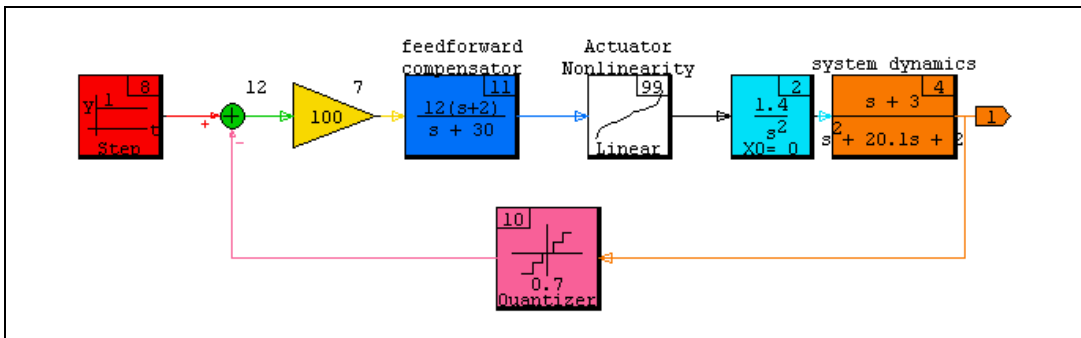 feedforward
compensator
Actuator
Nonlinearity
system dynamics
8
y
1
t
Step
+
-
12
7
100
11
12(s+2)
s + 30
99
Linear
2
1.4
s²
X0= 0
4
s + 3
s² + 20.1s + 2
1
10
0.7
Quantizer